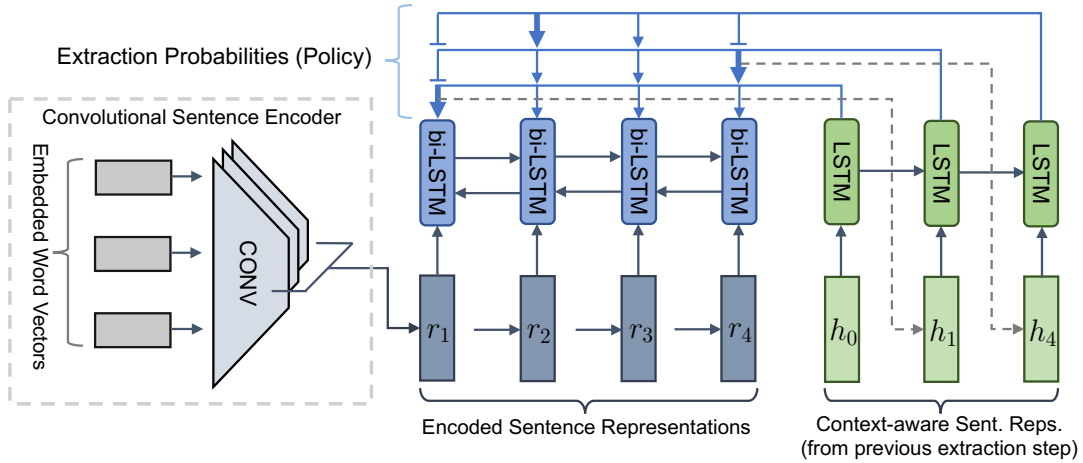 Extraction Probabilities (Policy)
Convolutional Sentence Encoder
Embedded Word Vectors
CONV
bi-LSTM
bi-LSTM
bi-LSTM
bi-LSTM
LSTM
LSTM
LSTM
r1
r2
r3
r4
h0
h1
h4
Encoded Sentence Representations
Context-aware Sent. Reps.
(from previous extraction step)